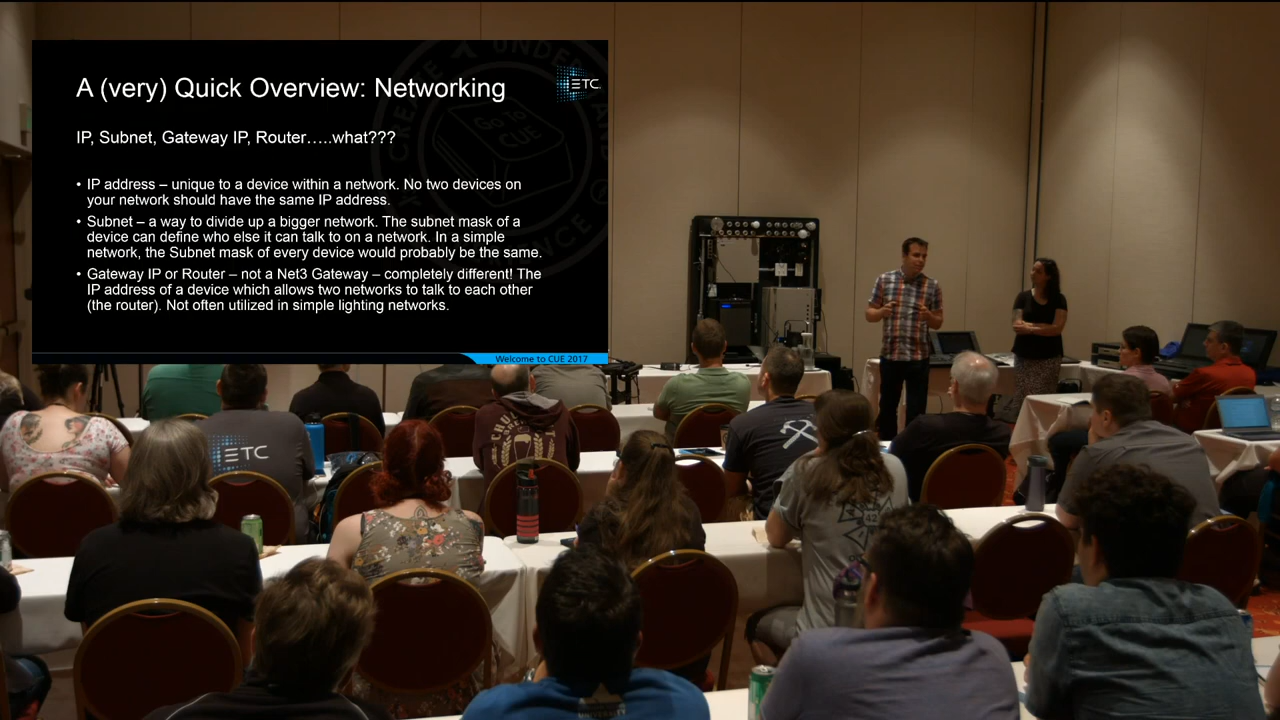 A (very) Quick Overview: Networking
ETC
IP, Subnet, Gateway IP, Router…..what???
• IP address – unique to a device within a network. No two devices on
your network should have the same IP address.
• Subnet – a way to divide up a bigger network. The subnet mask of a
device can define who else it can talk to on a network. In a simple
network, the Subnet mask of every device would probably be the same.
• Gateway IP or Router – not a Net3 Gateway – completely different! The
IP address of a device which allows two networks to talk to each other
(the router). Not often utilized in simple lighting networks.
Go to
CUE
Welcome to CUE 2017
ETC
42